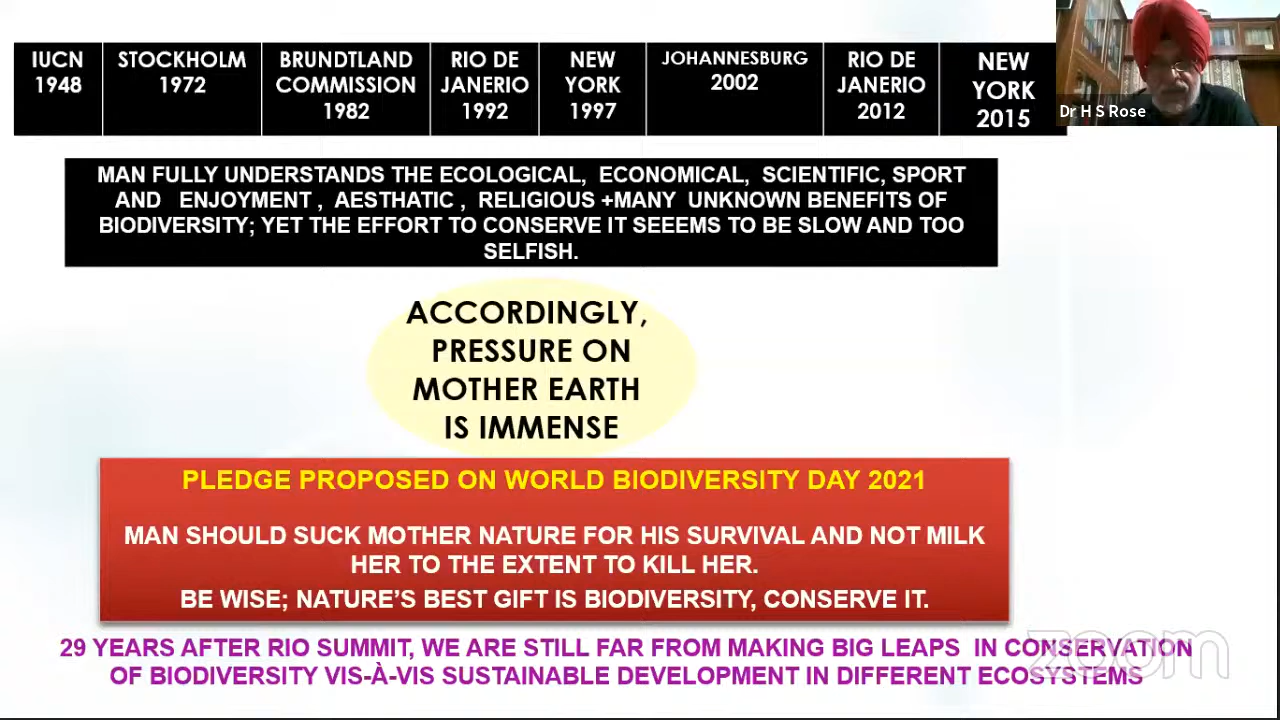 IUCN
1948
STOCKHOLM
1972
BRUNDTLAND
COMMISSION
1982
RIO DE
JANERIO
1992
NEW
YORK
1997
JOHANNESBURG
2002
RIO DE
JANERIO
2012
NEW
YORK
2015
Dr H S Rose
MAN FULLY UNDERSTANDS THE ECOLOGICAL, ECONOMICAL, SCIENTIFIC, SPORT
AND ENJOYMENT , AESTHATIC , RELIGIOUS +MANY UNKNOWN BENEFITS OF
BIODIVERSITY; YET THE EFFORT TO CONSERVE IT SEEEMS TO BE SLOW AND TOO
SELFISH.
ACCORDINGLY,
PRESSURE ON
MOTHER EARTH
IS IMMENSE
PLEDGE PROPOSED ON WORLD BIODIVERSITY DAY 2021
MAN SHOULD SUCK MOTHER NATURE FOR HIS SURVIVAL AND NOT MILK
HER TO THE EXTENT TO KILL HER.
BE WISE; NATURE'S BEST GIFT IS BIODIVERSITY, CONSERVE IT.
29 YEARS AFTER RIO SUMMIT, WE ARE STILL FAR FROM MAKING BIG LEAPS IN CONSERVATION
OF BIODIVERSITY VIS-À-VIS SUSTAINABLE DEVELOPMENT IN DIFFERENT ECOSYSTEMS
zoom